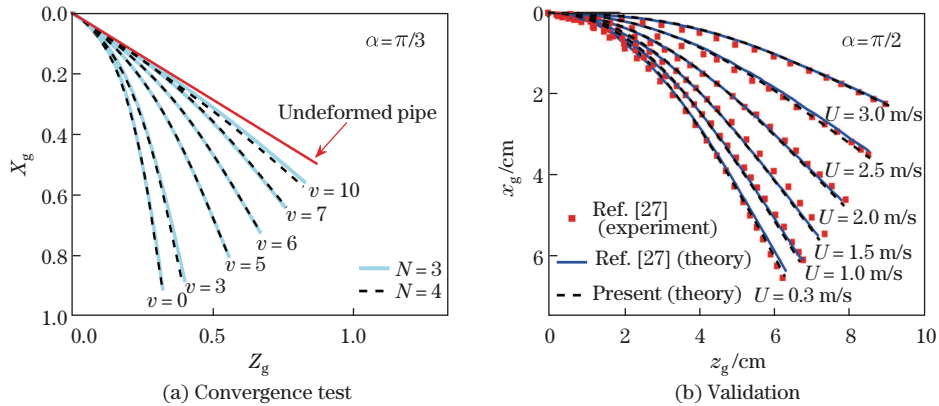 0.0
0.2
0.4
0.6
0.8
1.0
X_g
α=π/3
Undeformed pipe
v=10
v=7
v=6
v=5
v=3
v=0
N=3
N=4
0.0
0.5
1.0
Z_g
(a) Convergence test
0
2
4
6
x_g/cm
α=π/2
U=3.0 m/s
U=2.5 m/s
U=2.0 m/s
U=1.5 m/s
U=1.0 m/s
U=0.3 m/s
Ref. [27]
(experiment)
Ref. [27] (theory)
Present (theory)
0
2
4
6
8
10
z_g/cm
(b) Validation